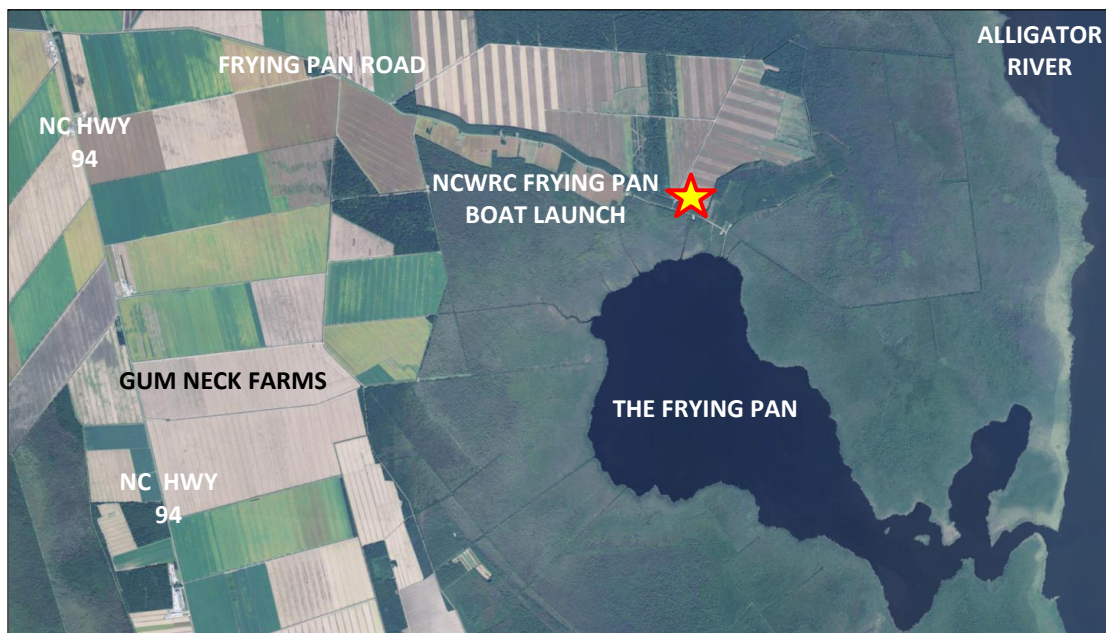 ALLIGATOR
RIVER
FRYING PAN ROAD
NC HWY
94
NCWRC FRYING PAN
BOAT LAUNCH
GUM NECK FARMS
THE FRYING PAN
NC HWY
94